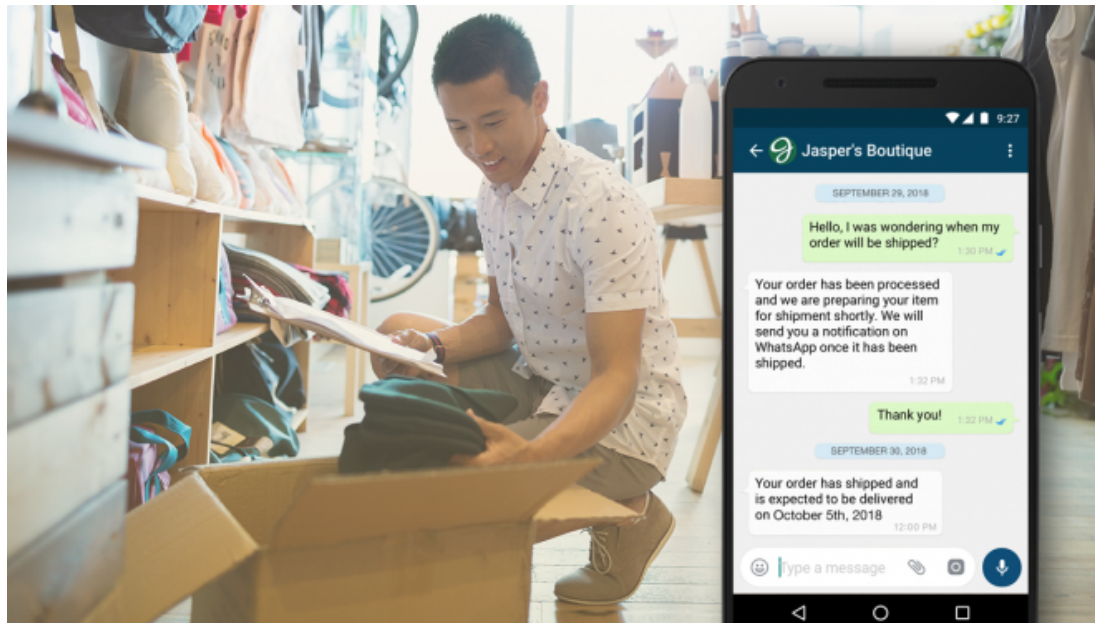 9:27
Jasper's Boutique
SEPTEMBER 29, 2018
Hello, I was wondering when my
order will be shipped?
1:30 PM
Your order has been processed
and we are preparing your item
for shipment shortly. We will
send you a notification on
WhatsApp once it has been
shipped.
1:32 PM
Thank you!
1:32 PM
SEPTEMBER 30, 2018
Your order has shipped and
is expected to be delivered
on October 5th, 2018
12:00 PM
Type a message